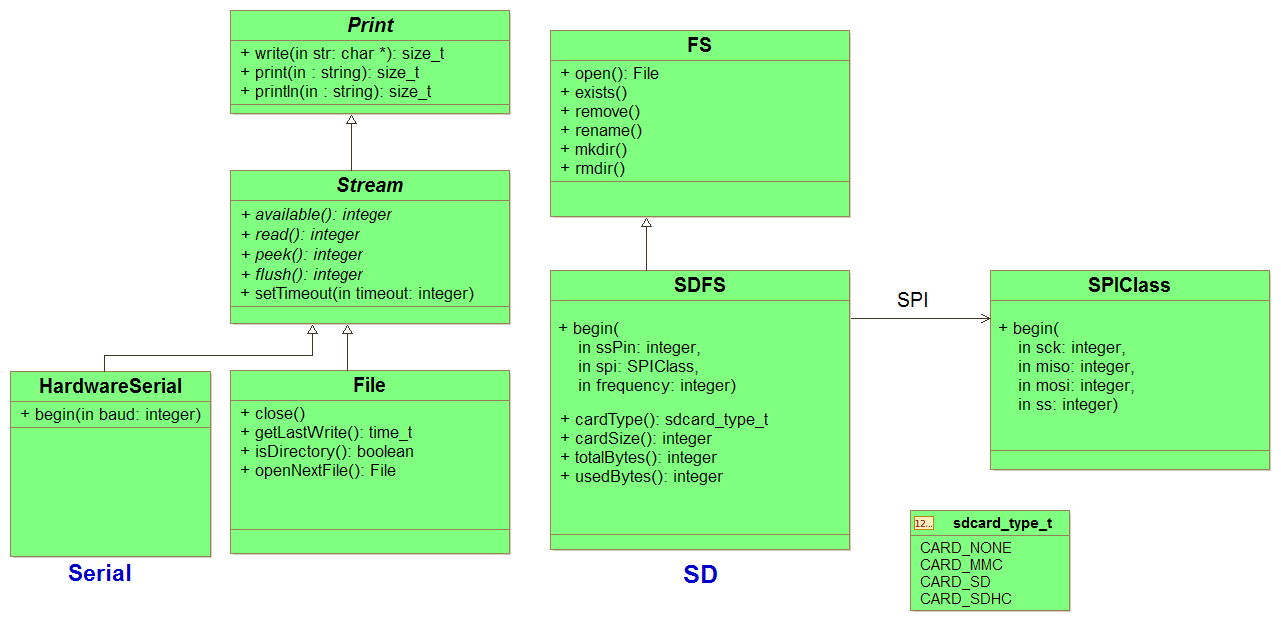 Print
+ write(in str: char *): size_t
+ print(in : string): size_t
+ println(in : string): size_t
Stream
+ available(): integer
+ read(): integer
+ peek(): integer
+ flush(): integer
+ setTimeout(in timeout: integer)
HardwareSerial
+ begin(in baud: integer)
Serial
File
+ close()
+ getLastWrite(): time_t
+ isDirectory(): boolean
+ openNextFile(): File
FS
+ open(): File
+ exists()
+ remove()
+ rename()
+ mkdir()
+ rmdir()
SDFS
+ begin(
in ssPin: integer,
in spi: SPIClass,
in frequency: integer)
+ cardType(): sdcard_type_t
+ cardSize(): integer
+ totalBytes(): integer
+ usedBytes(): integer
SD
SPI
SPIClass
+ begin(
in sck: integer,
in miso: integer,
in mosi: integer,
in ss: integer)
12... sdcard_type_t
CARD_NONE
CARD_MMC
CARD_SD
CARD_SDHC